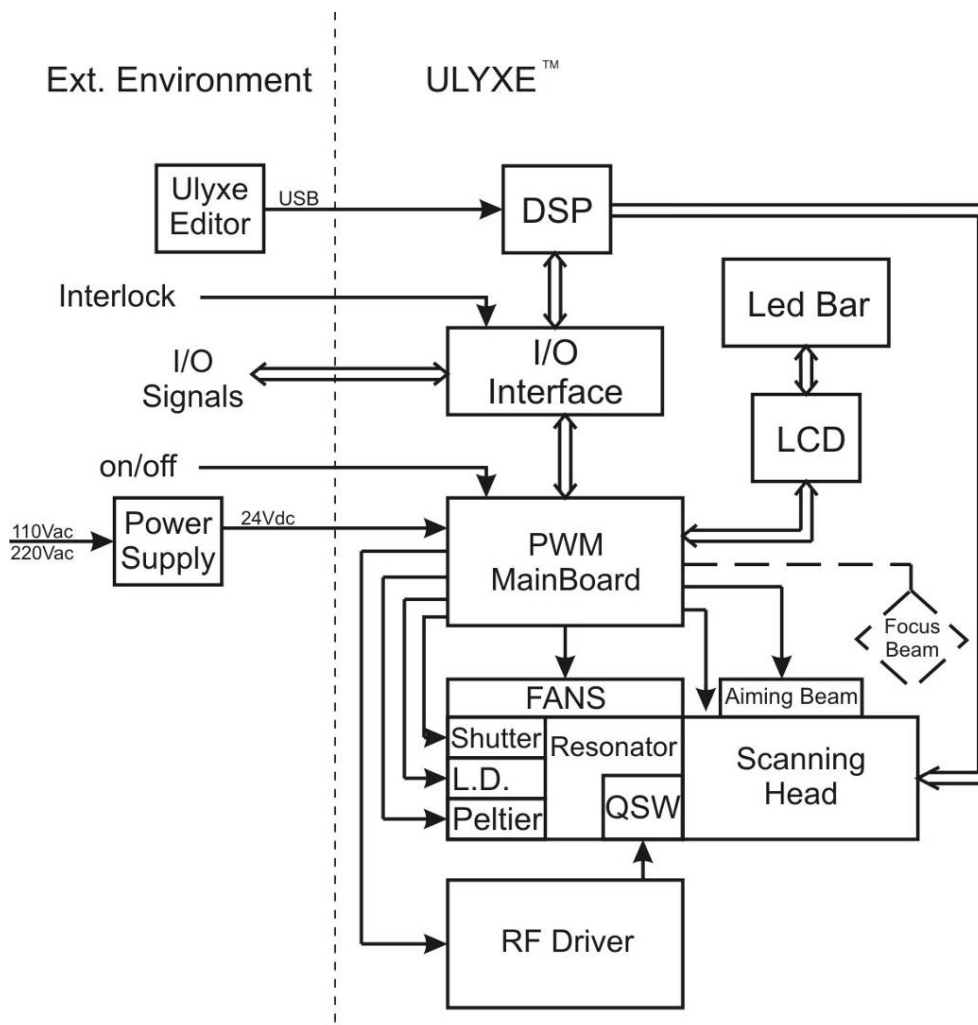 Ext. Environment
ULYXE™
Ulyxe
Editor
USB
DSP
Interlock
Led Bar
I/O
Signals
I/O
Interface
LCD
on/off
110Vac
220Vac
Power
Supply
24Vdc
PWM
MainBoard
Focus
Beam
FANS
Aiming Beam
Shutter
L.D.
Peltier
Resonator
QSW
Scanning
Head
RF Driver